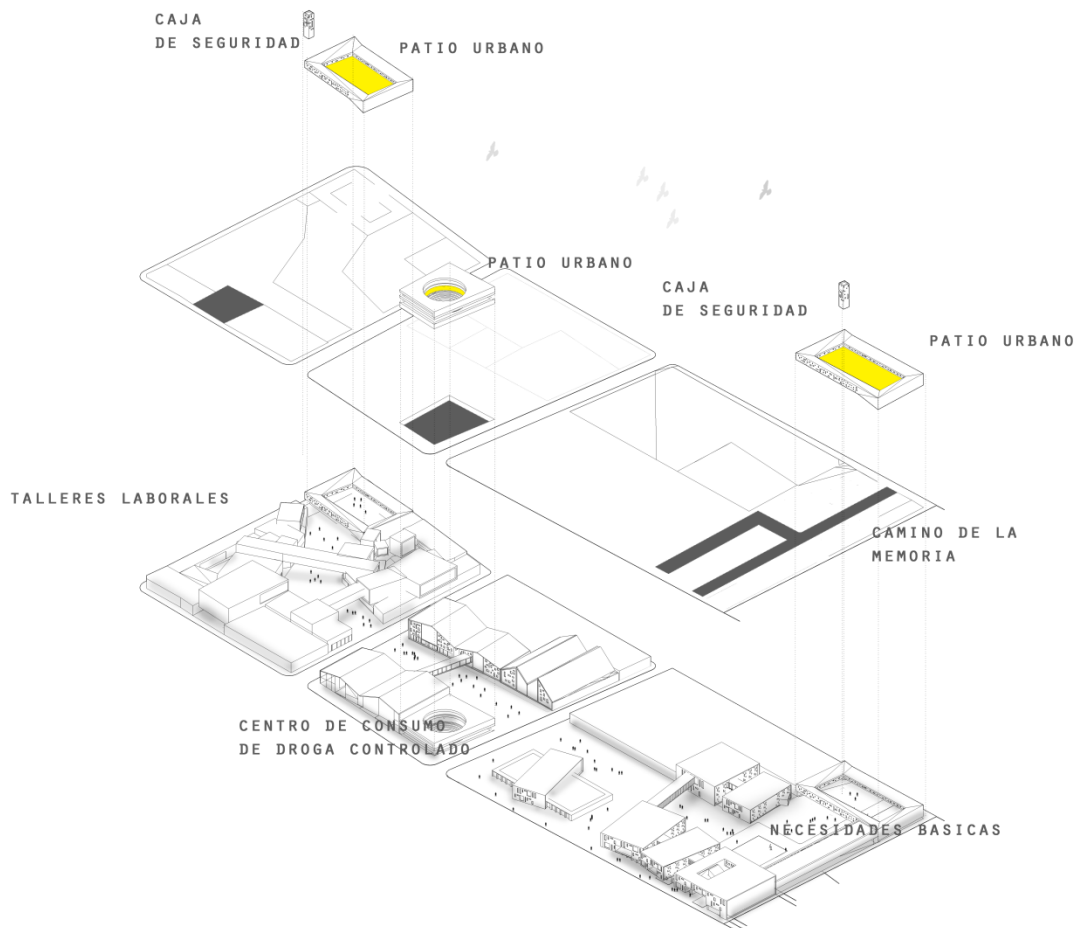 CAJA
DE SEGURIDAD
PATIO URBANO
PATIO URBANO
CAJA
DE SEGURIDAD
PATIO URBANO
TALLERES LABORALES
CAMINO DE LA
MEMORIA
CENTRO DE CONSUMO
DE DROGA CONTROLADO
NECESIDADES BASICAS